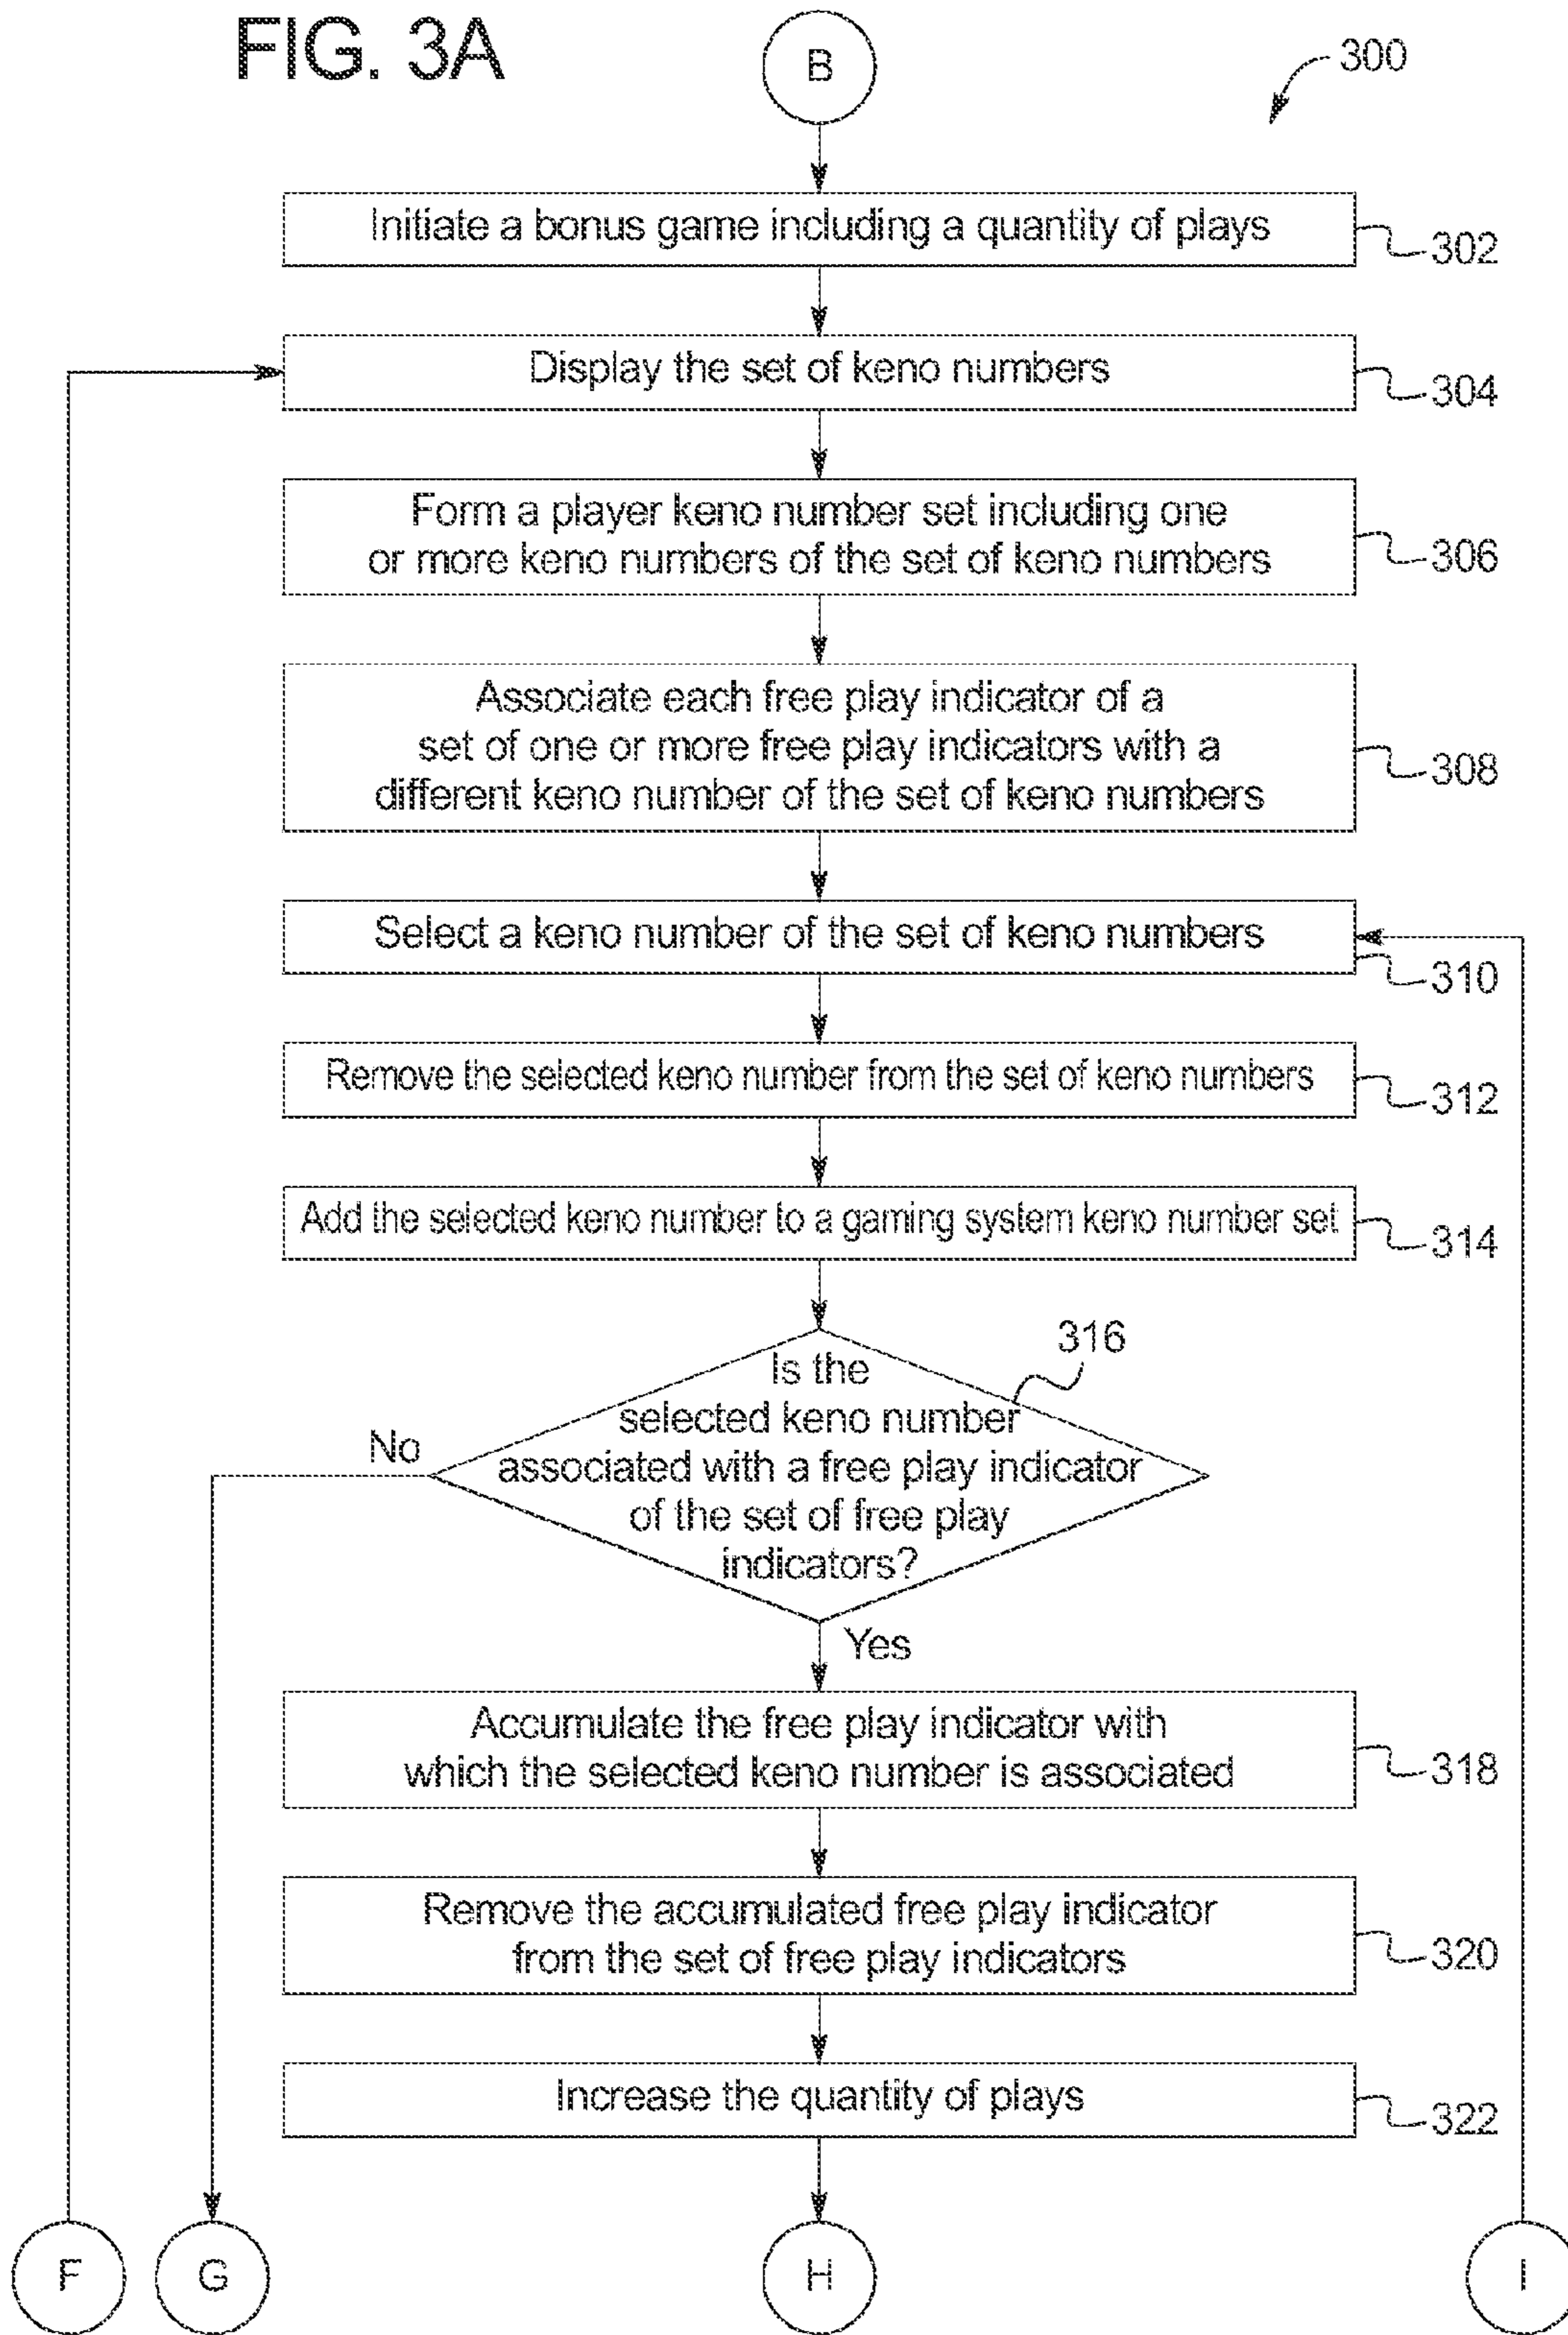 FIG. 3A
B
300
Initiate a bonus game including a quantity of plays
302
Display the set of keno numbers
304
Form a player keno number set including one
or more keno numbers of the set of keno numbers
306
Associate each free play indicator of a
set of one or more free play indicators with a
different keno number of the set of keno numbers
308
Select a keno number of the set of keno numbers
310
Remove the selected keno number from the set of keno numbers
312
Add the selected keno number to a gaming system keno number set
314
316
Is the
selected keno number
associated with a free play indicator
of the set of free play
indicators?
No
Yes
Accumulate the free play indicator with
which the selected keno number is associated
318
Remove the accumulated free play indicator
from the set of free play indicators
320
Increase the quantity of plays
322
F
G
H
I